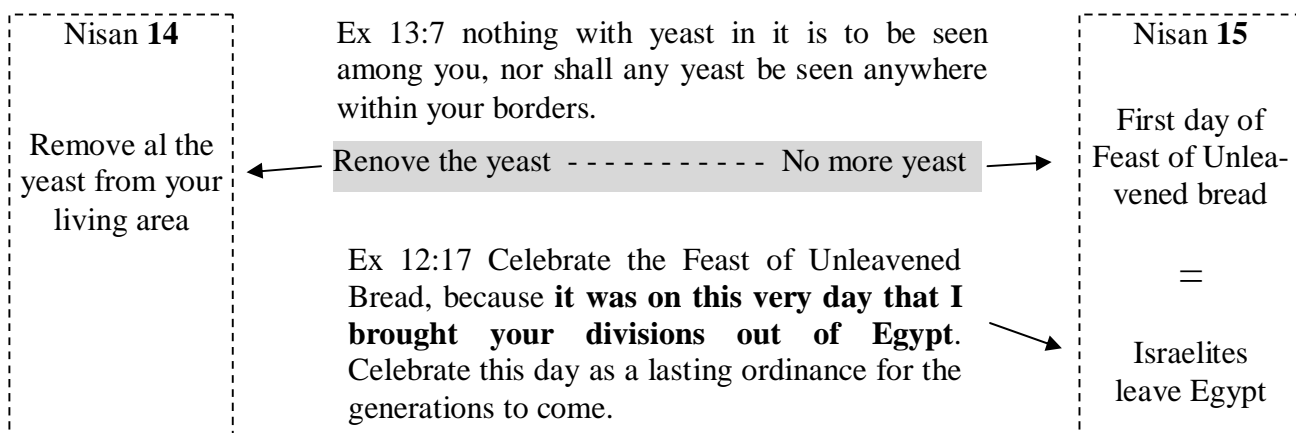 Nisan 14
Remove al the
yeast from your
living area
Ex 13:7 nothing with yeast in it is to be seen
among you, nor shall any yeast be seen anywhere
within your borders.
Renove the yeast - - - - - - - - - - - No more yeast
Ex 12:17 Celebrate the Feast of Unleavened
Bread, because it was on this very day that I
brought your divisions out of Egypt.
Celebrate this day as a lasting ordinance for the
generations to come.
Nisan 15
First day of
Feast of Unlea-
vened bread
=
Israelites
leave Egypt